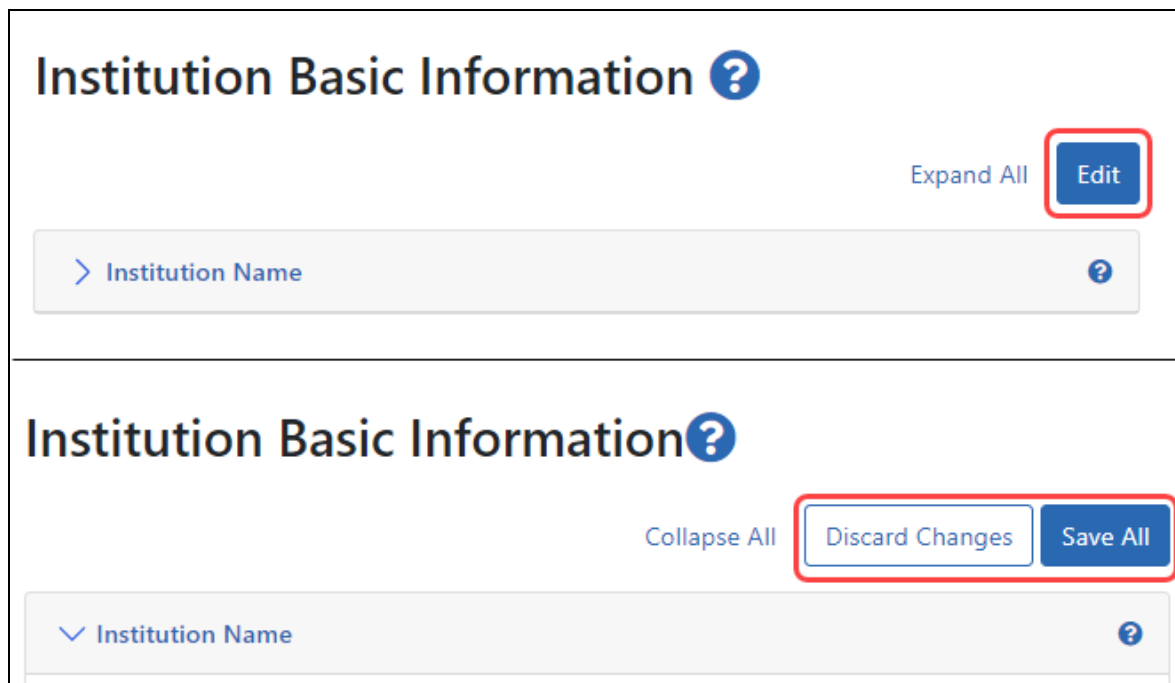 Institution Basic Information ?
Expand All Edit
Institution Name ?
Institution Basic Information ?
Collapse All Discard Changes Save All
Institution Name ?